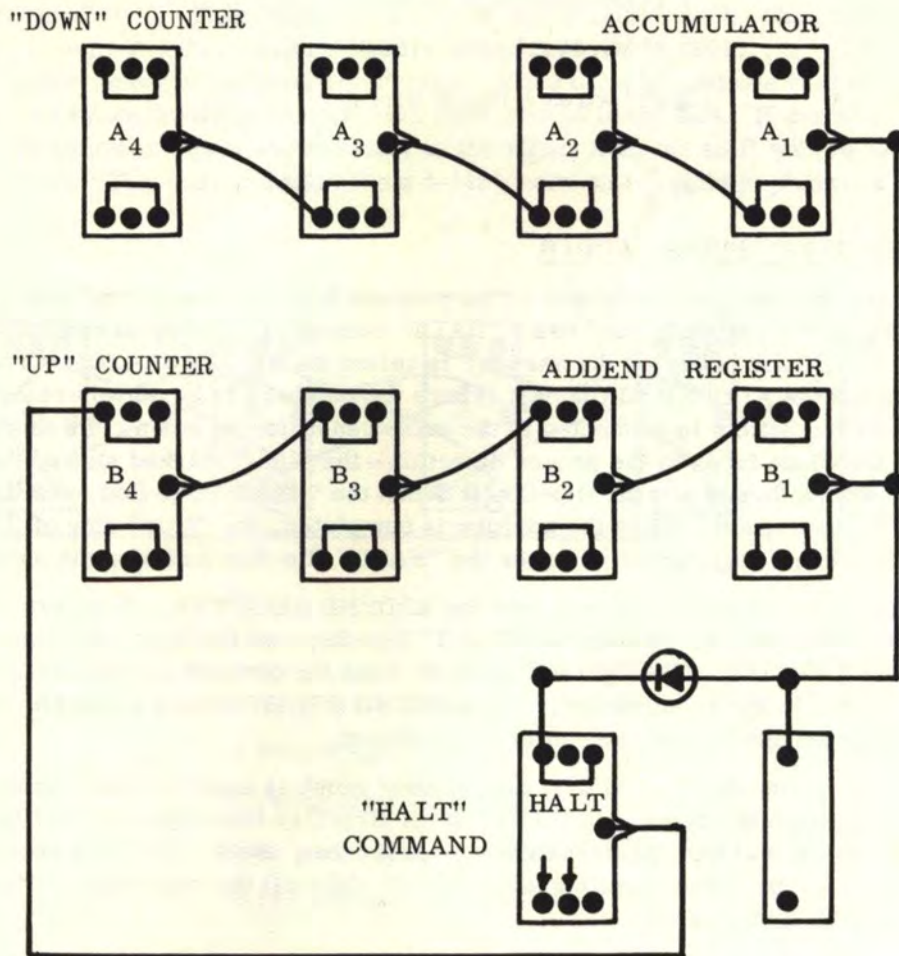 "DOWN" COUNTER
ACCUMULATOR
A4
A3
A2
A1
"UP" COUNTER
ADDEND REGISTER
B4
B3
B2
B1
HALT
"HALT"
COMMAND